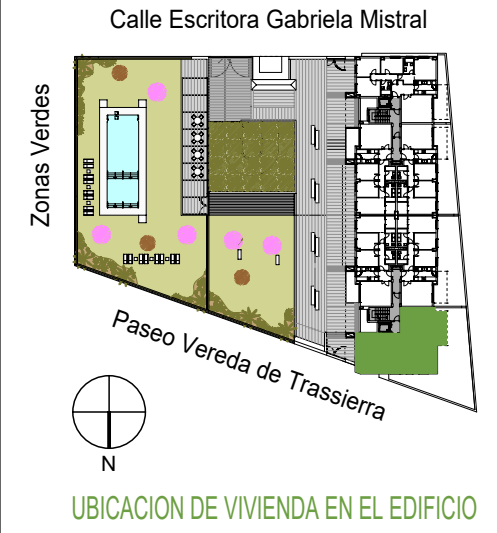 Calle Escritora Gabriela Mistral
Zonas Verdes
Paseo Vereda de Trassierra
N
UBICACION DE VIVIENDA EN EL EDIFICIO